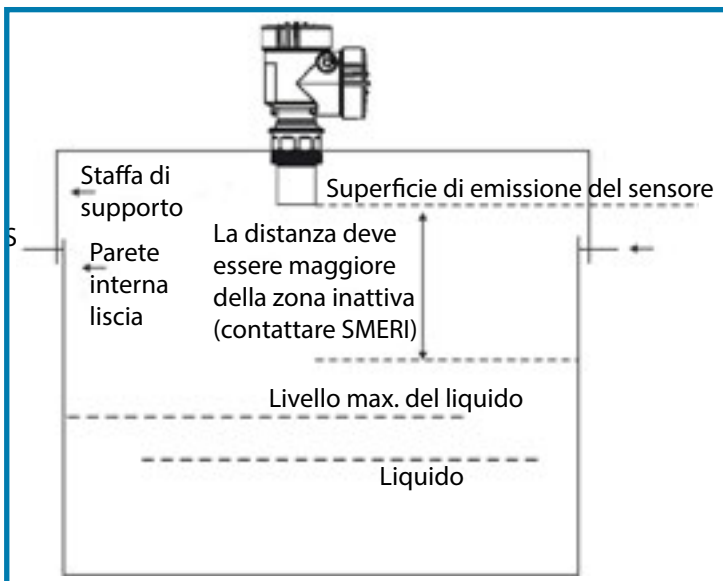 Staffa di
supporto
Superficie di emissione del sensore
S
Parete
interna
liscia
La distanza deve
essere maggiore
della zona inattiva
(contattare SMERI)
Livello max. del liquido
Liquido